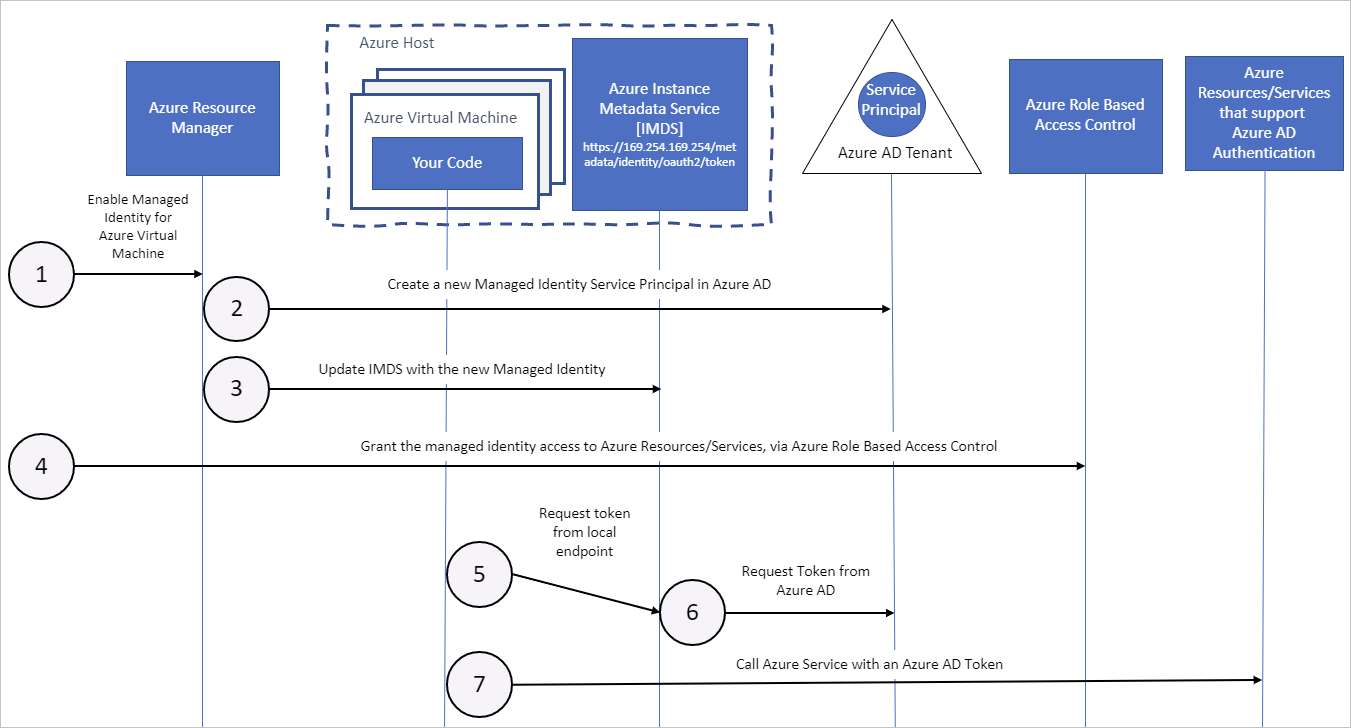 Azure Resource
Manager
Azure Host
Azure Virtual Machine
Your Code
Azure Instance
Metadata Service
[IMDS]
https://169.254.169.254/met
adata/identity/oauth2/token
Service
Principal
Azure AD Tenant
Azure Role Based
Access Control
Azure
Resources/Services
that support
Azure AD
Authentication
Enable Managed
Identity for
Azure Virtual
Machine
1
2
Create a new Managed Identity Service Principal in Azure AD
3
Update IMDS with the new Managed Identity
4
Grant the managed identity access to Azure Resources/Services, via Azure Role Based Access Control
Request token
from local
endpoint
5
6
Request Token from
Azure AD
7
Call Azure Service with an Azure AD Token